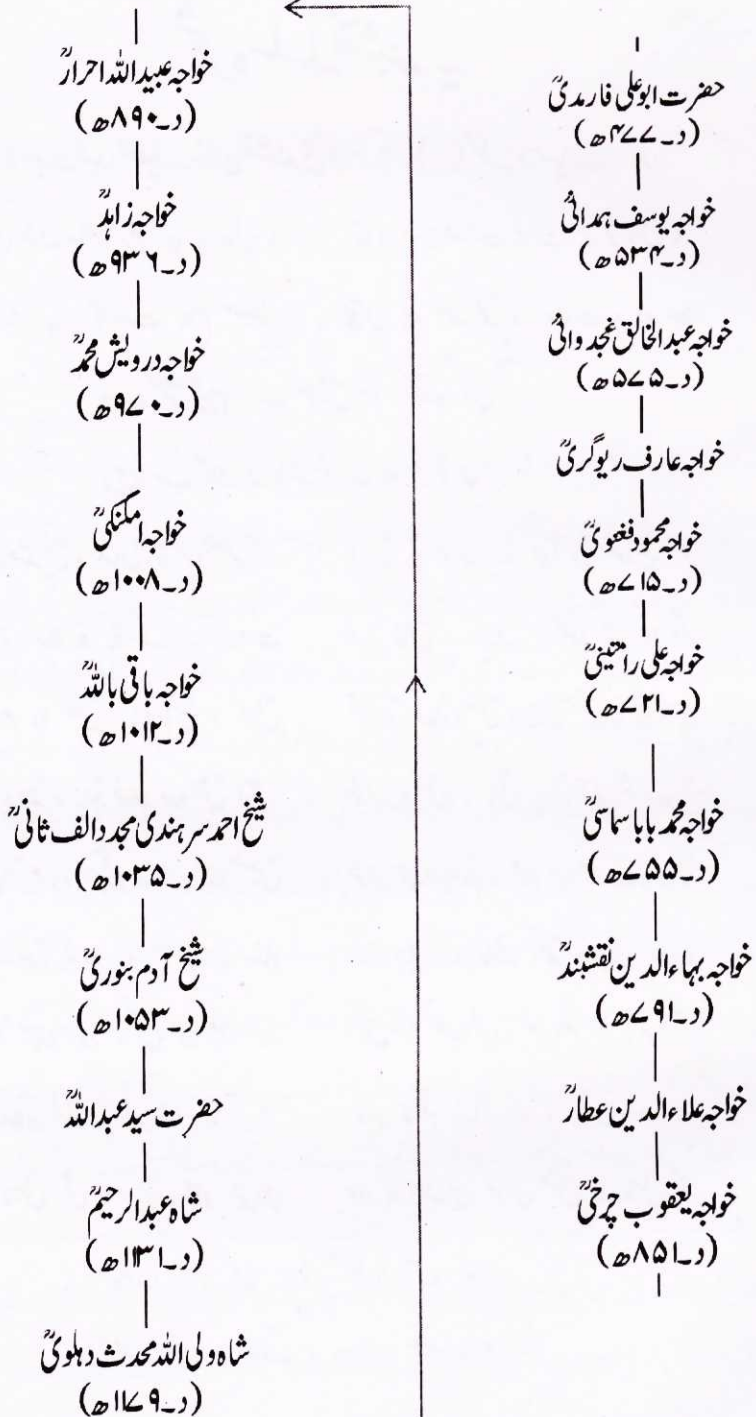 حضرت ابوعلی فارمدیؒ
(د۔۴۷۷ھ)
خواجہ یوسف ہمدانیؒ
(د۔۵۳۴ھ)
خواجہ عبدالخالق غجدوانیؒ
(د۔۵۷۵ھ)
خواجہ عارف ریوگریؒ
خواجہ محمود فغنویؒ
(د۔۷۱۵ھ)
خواجہ علی رامتینیؒ
(د۔۷۲۱ھ)
خواجہ محمد بابا سماسیؒ
(د۔۷۵۵ھ)
خواجہ بہاءالدین نقشبندؒ
(د۔۷۹۱ھ)
خواجہ علاءالدین عطارؒ
خواجہ یعقوب چرخیؒ
(د۔۸۵۱ھ)
خواجہ عبیداللہ احرارؒ
(د۔۸۹۰ھ)
خواجہ زاہدؒ
(د۔۹۳۶ھ)
خواجہ درویش محمدؒ
(د۔۹۷۰ھ)
خواجہ امکنکیؒ
(د۔۱۰۰۸ھ)
خواجہ باقی باللہؒ
(د۔۱۰۱۲ھ)
شیخ احمد سرہندی مجدد الف ثانیؒ
(د۔۱۰۳۵ھ)
شیخ آدم بنوریؒ
(د۔۱۰۵۳ھ)
حضرت سید عبداللہؒ
شاہ عبدالرحیمؒ
(د۔۱۱۳۱ھ)
شاہ ولی اللہ محدث دہلویؒ
(د۔۱۱۷۹ھ)